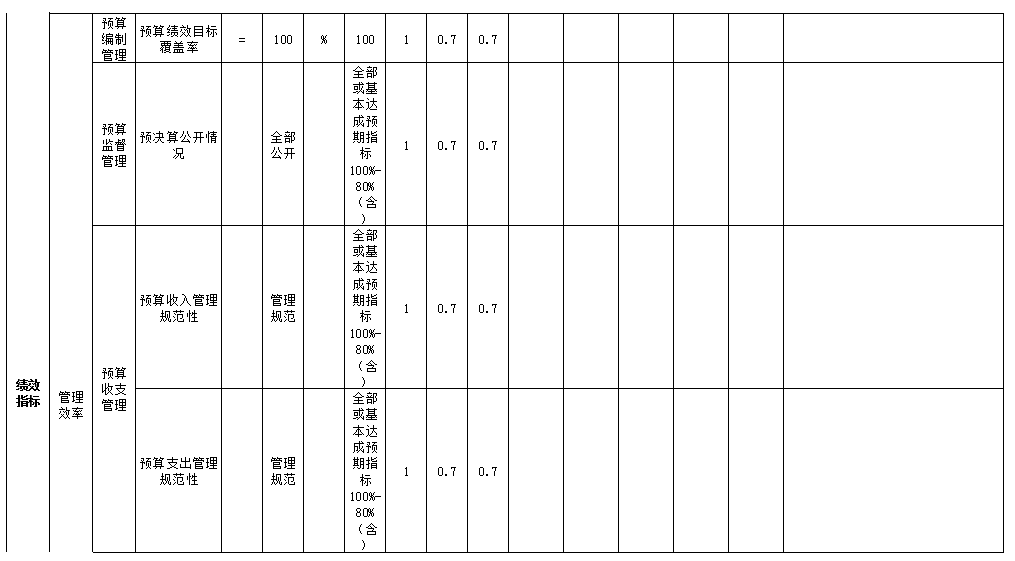 绩效
指标
管理
效率
预算
编制
管理
预算绩效目标
覆盖率
=
100
%
100
1
0.7
0.7
预算
监督
管理
预决算公开情
况
全部
公开
全部
或基
本达
成预
期指
标
100%-
80%
（含
）
1
0.7
0.7
预算
收支
管理
预算收入管理
规范性
管理
规范
全部
或基
本达
成预
期指
标
100%-
80%
（含
）
1
0.7
0.7
预算支出管理
规范性
管理
规范
全部
或基
本达
成预
期指
标
100%-
80%
（含
）
1
0.7
0.7